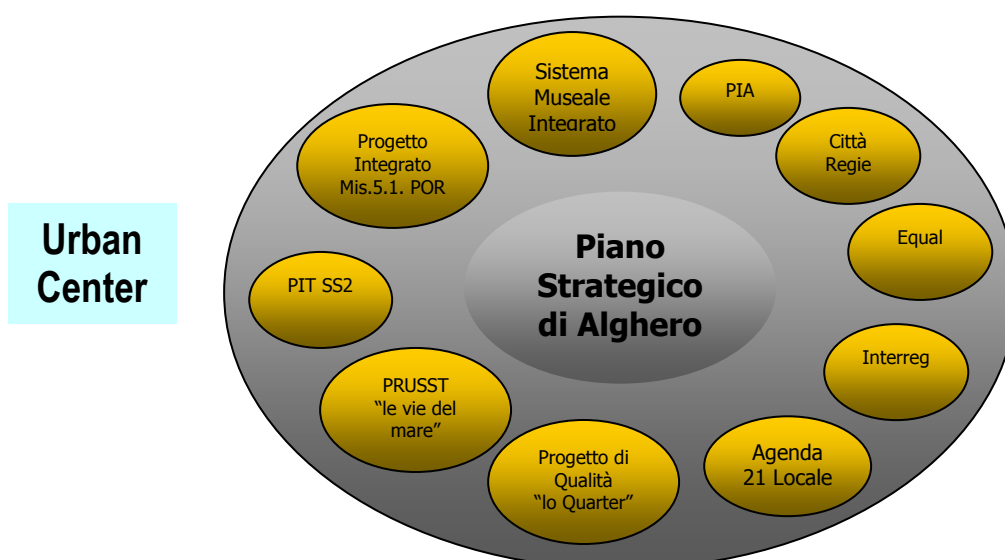 Urban
Center
Sistema
Museale
Integrato
PIA
Progetto
Integrato
Mis.5.1. POR
Città
Regie
Piano
Strategico
di Alghero
Equal
PIT SS2
Interreg
PRUSST
“le vie del
mare”
Progetto di
Qualità
“lo Quarter”
Agenda
21 Locale